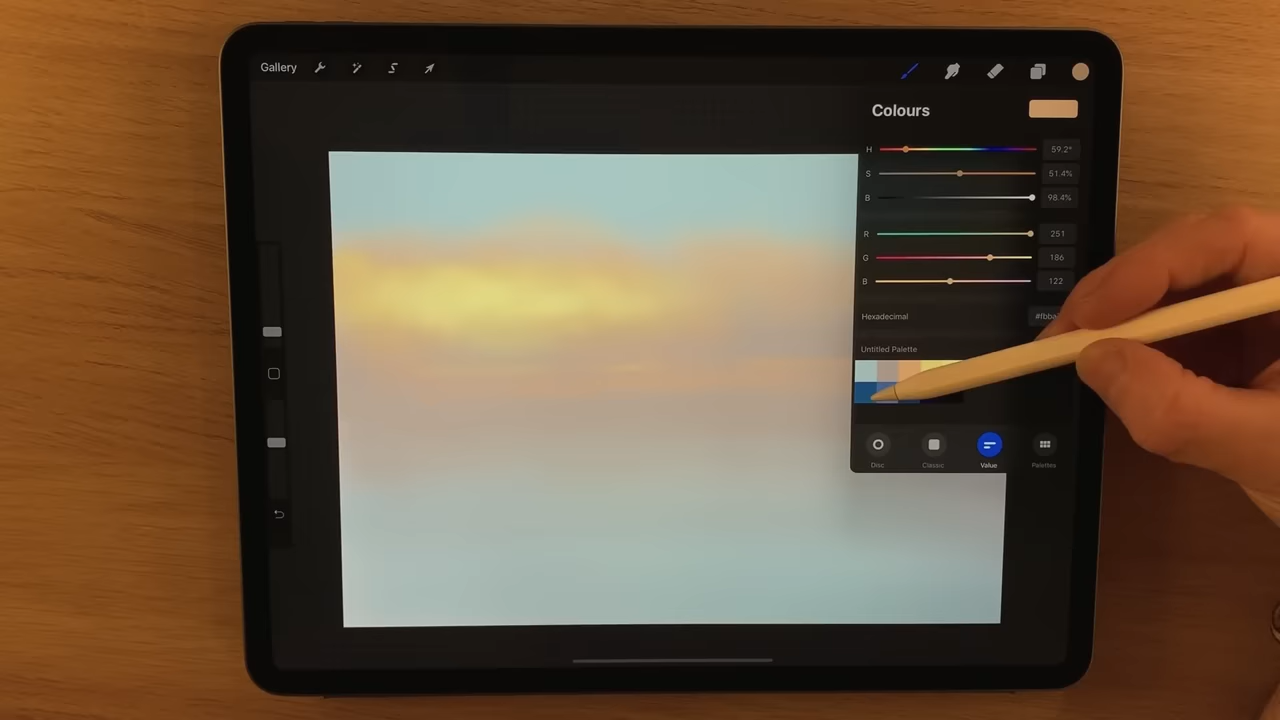 Gallery
Colours
H 59.2°
S 51.4%
B 98.4%
R 251
G 186
B 122
Hexadecimal
Untitled Palette
Disc Classic Value Palettes